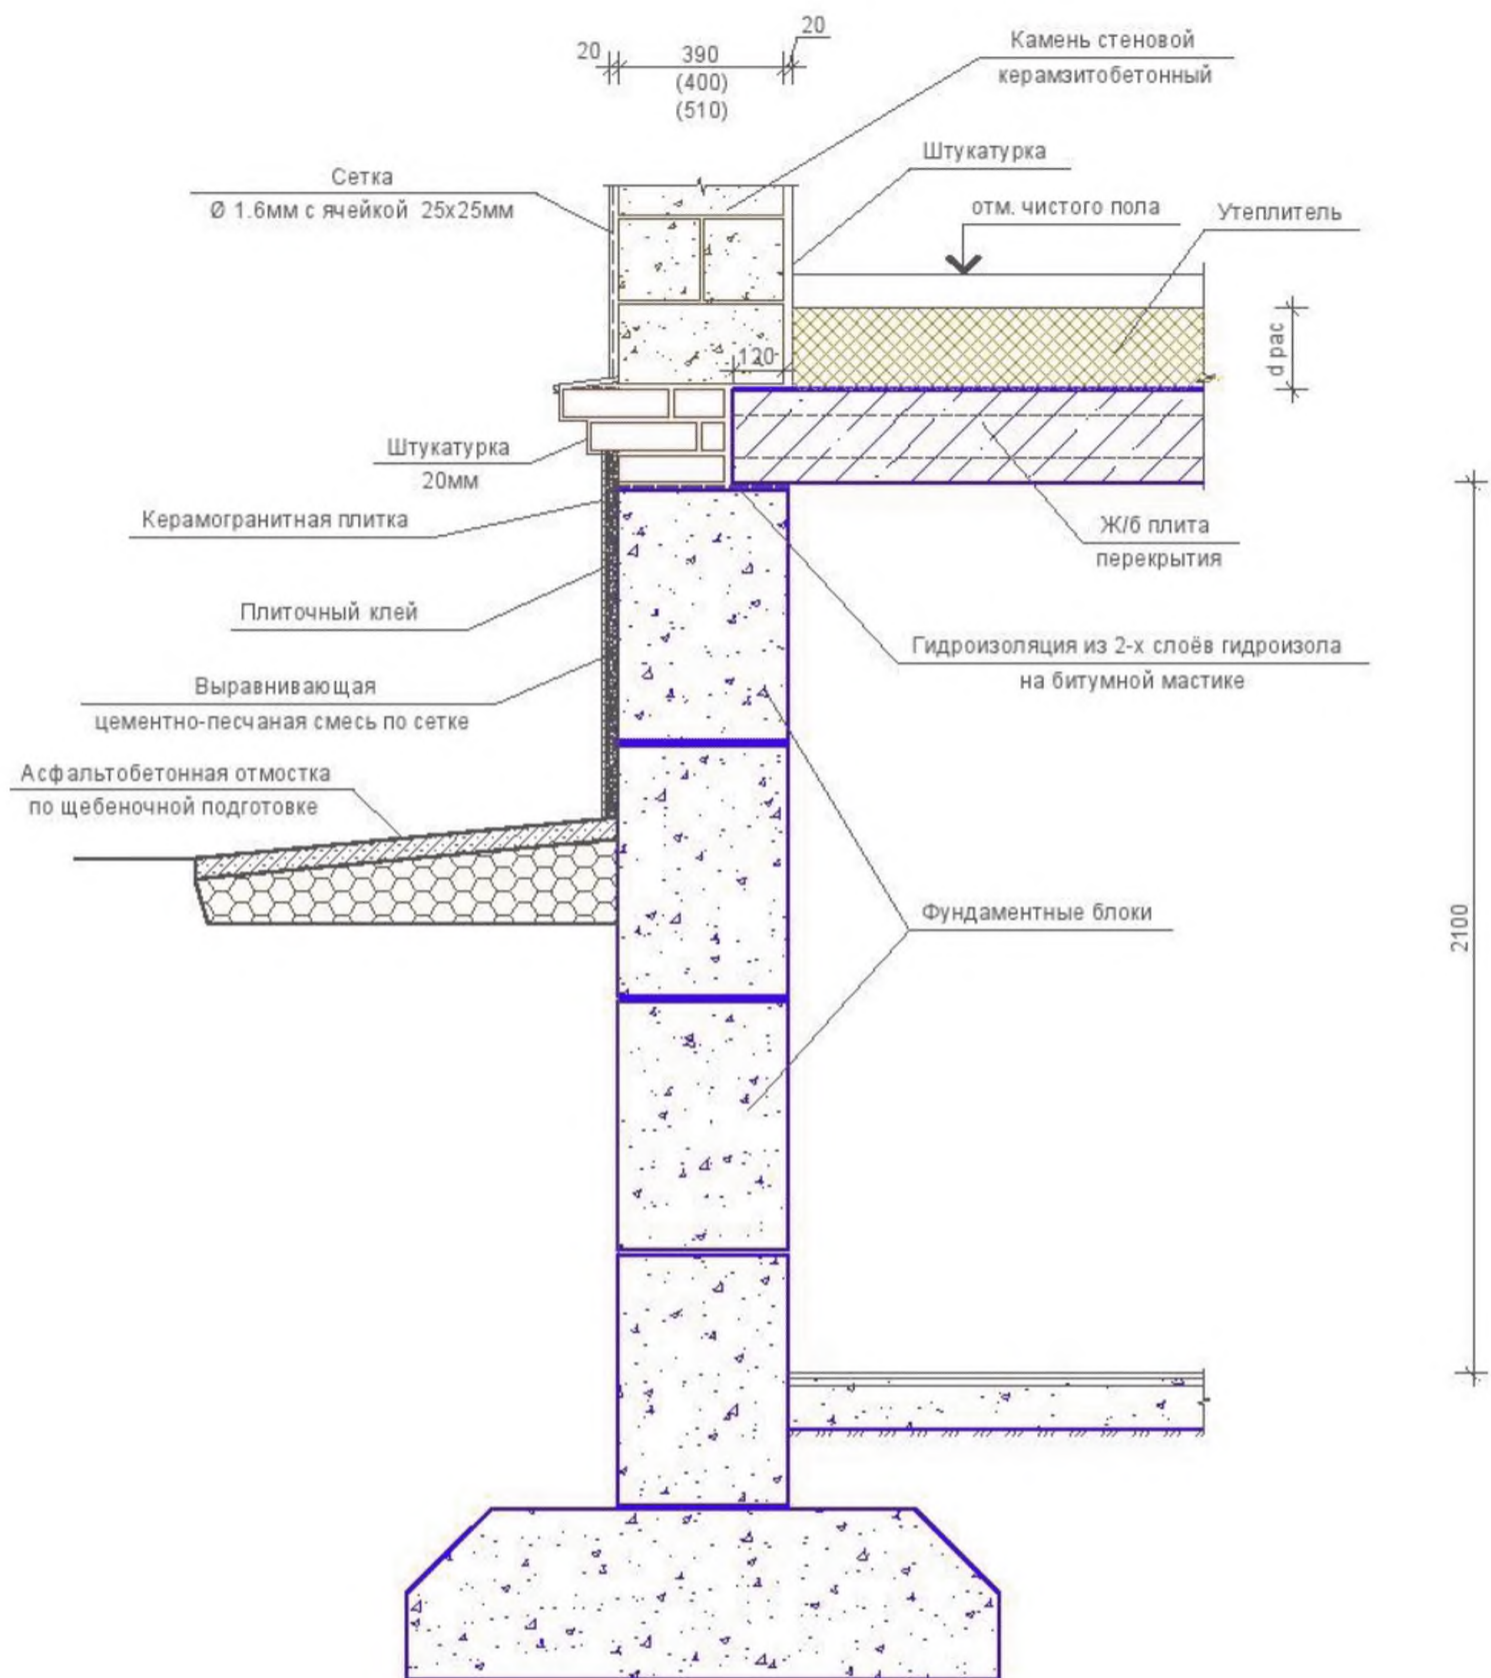 20
20
390
(400)
(510)
Камень стеновой
керамзитобетонный
Штукатурка
Сетка
Ø 1.6мм с ячейкой 25х25мм
отм. чистого пола
Утеплитель
120
d рас
Штукатурка
20мм
Керамогранитная плитка
Ж/б плита
перекрытия
Плиточный клей
Гидроизоляция из 2-х слоёв гидроизола
на битумной мастике
Выравнивающая
цементно-песчаная смесь по сетке
Асфальтобетонная отмостка
по щебеночной подготовке
Фундаментные блоки
2100